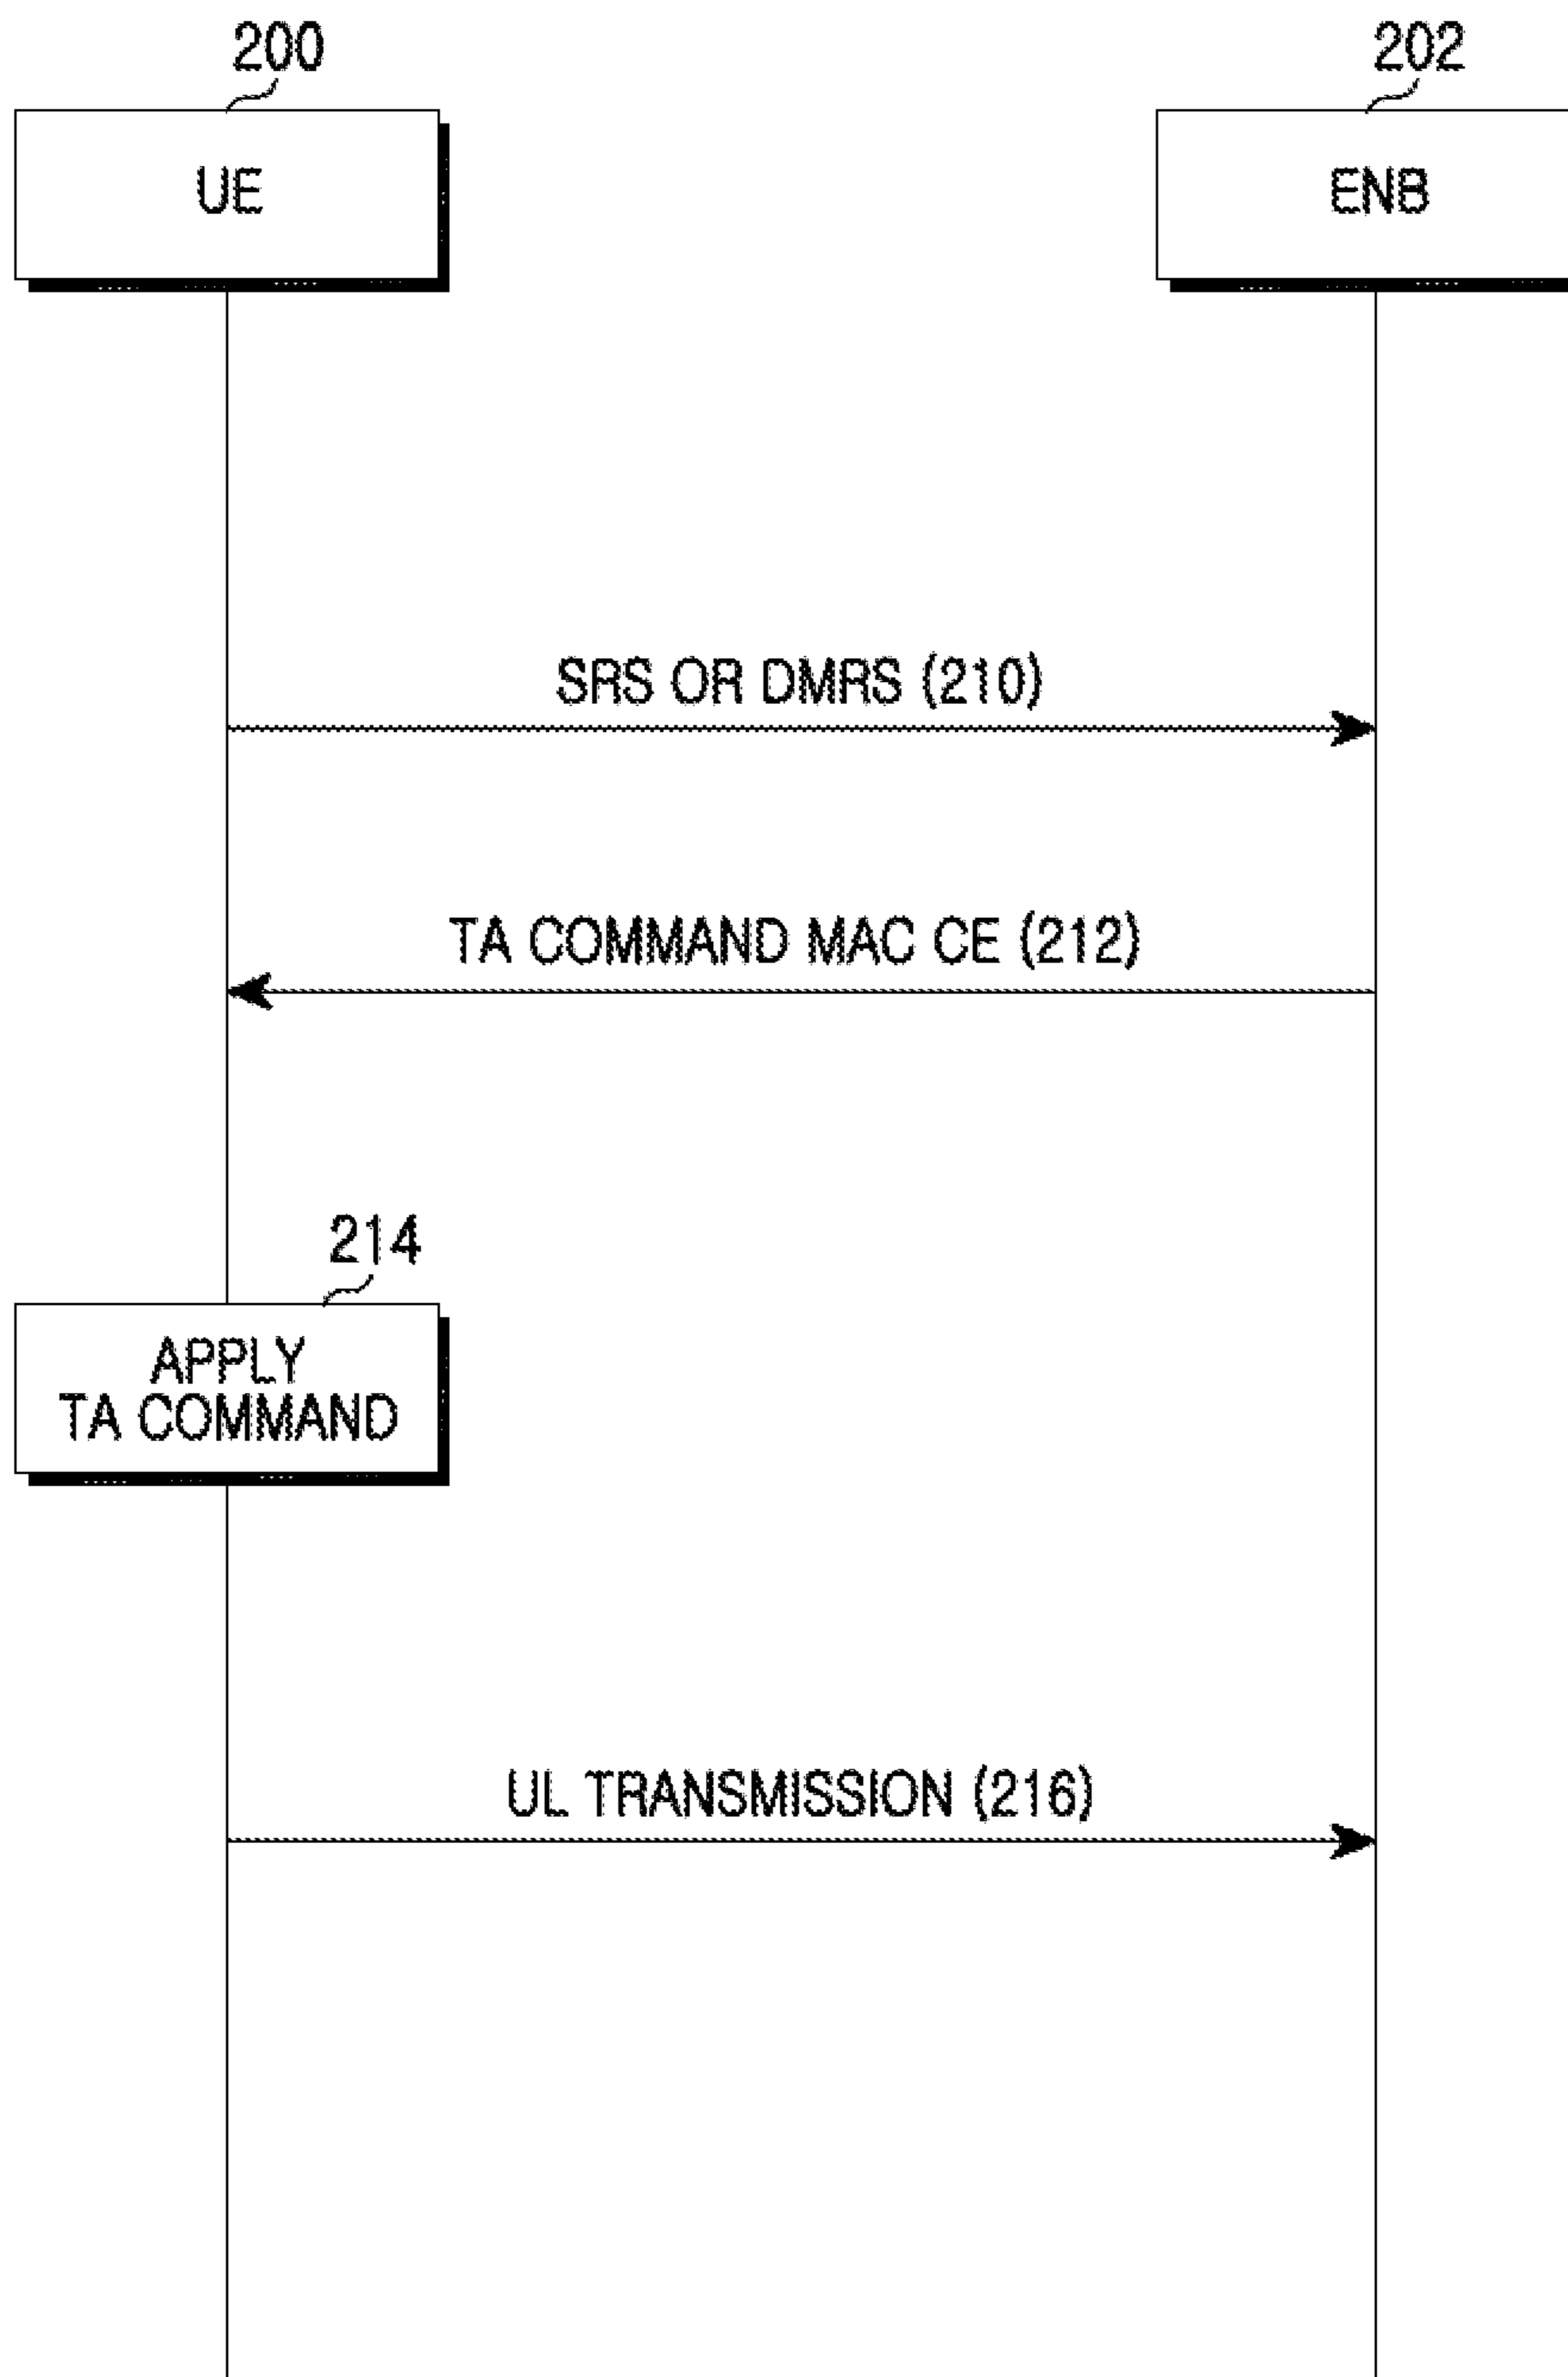 200
202
UE
ENB
SRS OR DMRS (210)
TA COMMAND MAC CE (212)
214
APPLY
TA COMMAND
UL TRANSMISSION (216)